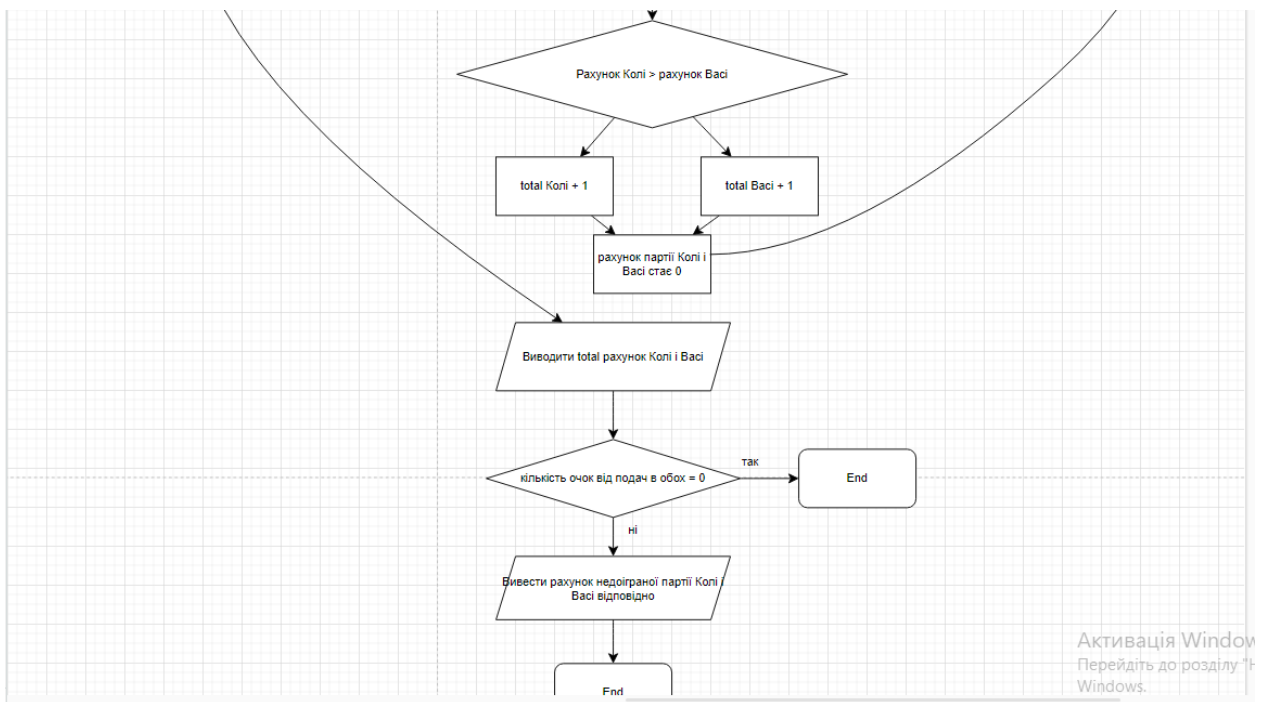 Рахунок Колі > рахунок Васі
total Колі + 1
total Васі + 1
рахунок партії Колі і
Васі стає 0
Виводити total рахунок Колі і Васі
кількість очок від подач в обох = 0
так
End
ні
Вивести рахунок недоіграної партії Колі і
Васі відповідно
End
Активація Window
Перейдіть до розділу "Н
Windows.